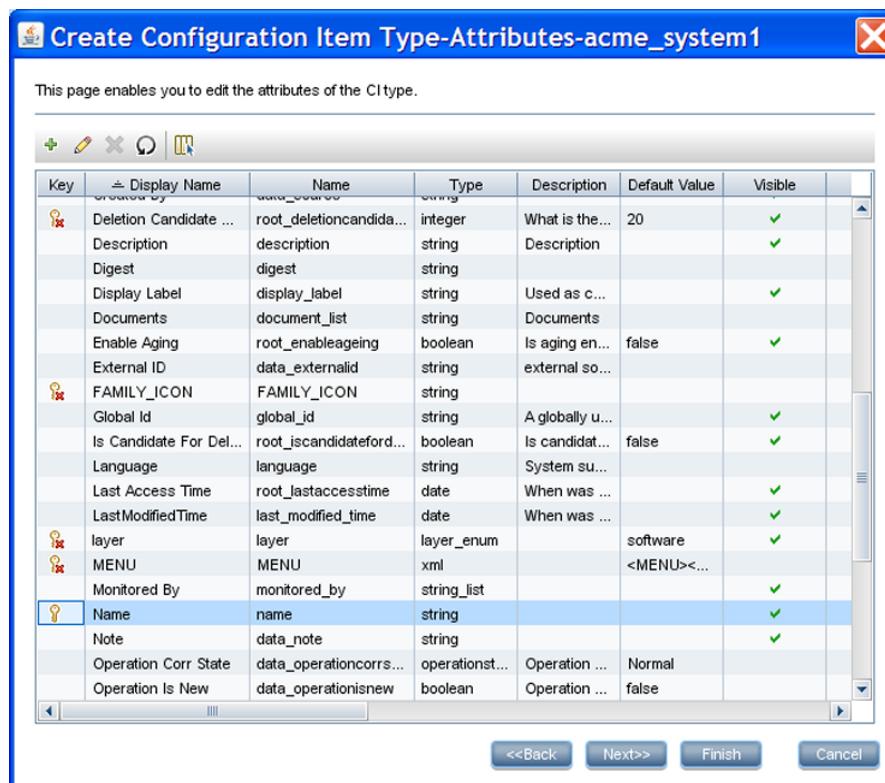 Create Configuration Item Type-Attributes-acme_system1
This page enables you to edit the attributes of the CI type.
Key Display Name Name Type Description Default Value Visible
Created By data_source string
Deletion Candidate ... root_deletioncandida... integer What is the... 20
Description description string Description
Digest digest string
Display Label display_label string Used as c...
Documents document_list string Documents
Enable Aging root_enableageing boolean Is aging en... false
External ID data_externalid string external so...
FAMILY_ICON FAMILY_ICON string
Global Id global_id string A globally u...
Is Candidate For Del... root_iscandidateford... boolean Is candidat... false
Language language string System su...
Last Access Time root_lastaccesstime date When was ...
LastModifiedTime last_modified_time date When was ...
layer layer layer_enum software
MENU MENU xml <MENU><...
Monitored By monitored_by string_list
Name name string
Note data_note string
Operation Corr State data_operationcorrs... operationst... Operation ... Normal
Operation Is New data_operationisnew boolean Operation ... false
<<Back Next>> Finish Cancel